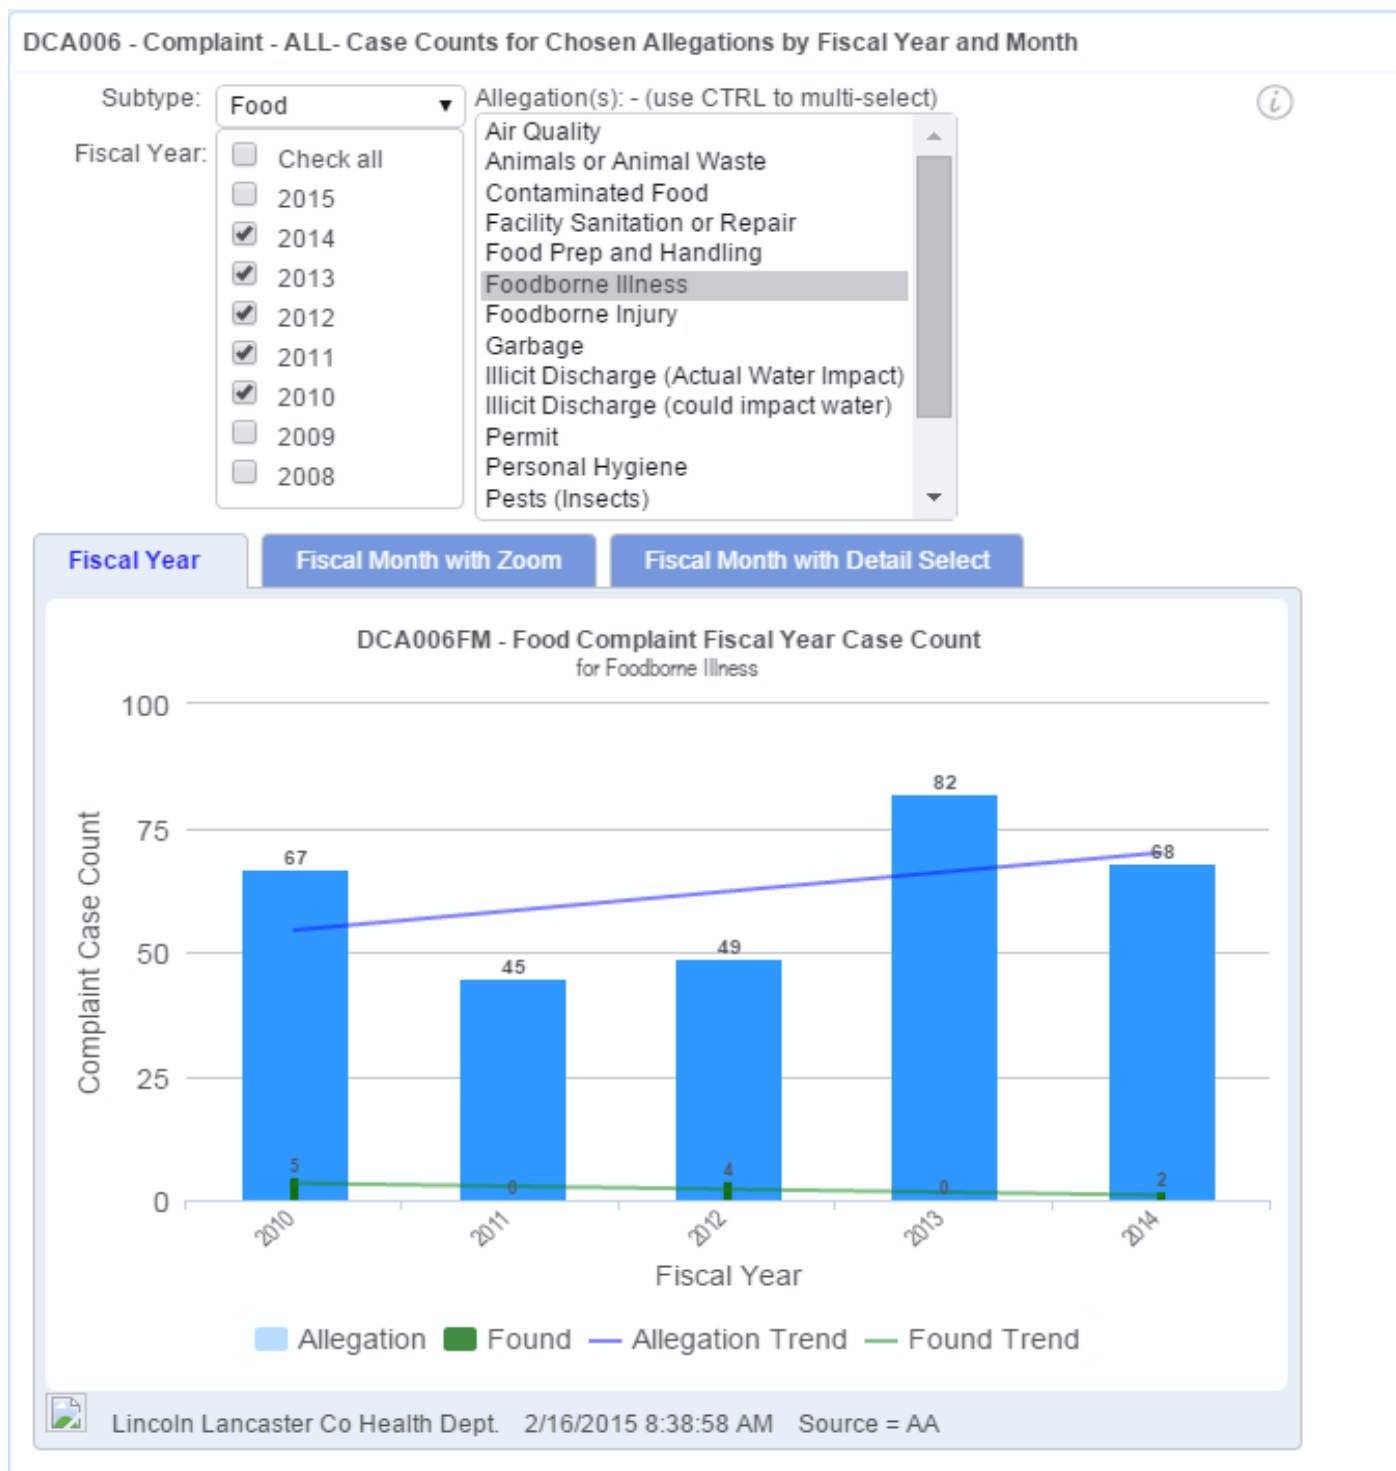 DCA006 - Complaint - ALL- Case Counts for Chosen Allegations by Fiscal Year and Month
Subtype:
Food
Allegation(s): - (use CTRL to multi-select)
Fiscal Year:
Check all
2015
2014
2013
2012
2011
2010
2009
2008
Air Quality
Animals or Animal Waste
Contaminated Food
Facility Sanitation or Repair
Food Prep and Handling
Foodborne Illness
Foodborne Injury
Garbage
Illicit Discharge (Actual Water Impact)
Illicit Discharge (could impact water)
Permit
Personal Hygiene
Pests (Insects)
Fiscal Year
Fiscal Month with Zoom
Fiscal Month with Detail Select
DCA006FM - Food Complaint Fiscal Year Case Count
for Foodborne Illness
Complaint Case Count
100
75
50
25
0
67
45
49
82
68
5
0
4
0
2
2010
2011
2012
2013
2014
Fiscal Year
Allegation
Found
Allegation Trend
Found Trend
Lincoln Lancaster Co Health Dept. 2/16/2015 8:38:58 AM Source = AA